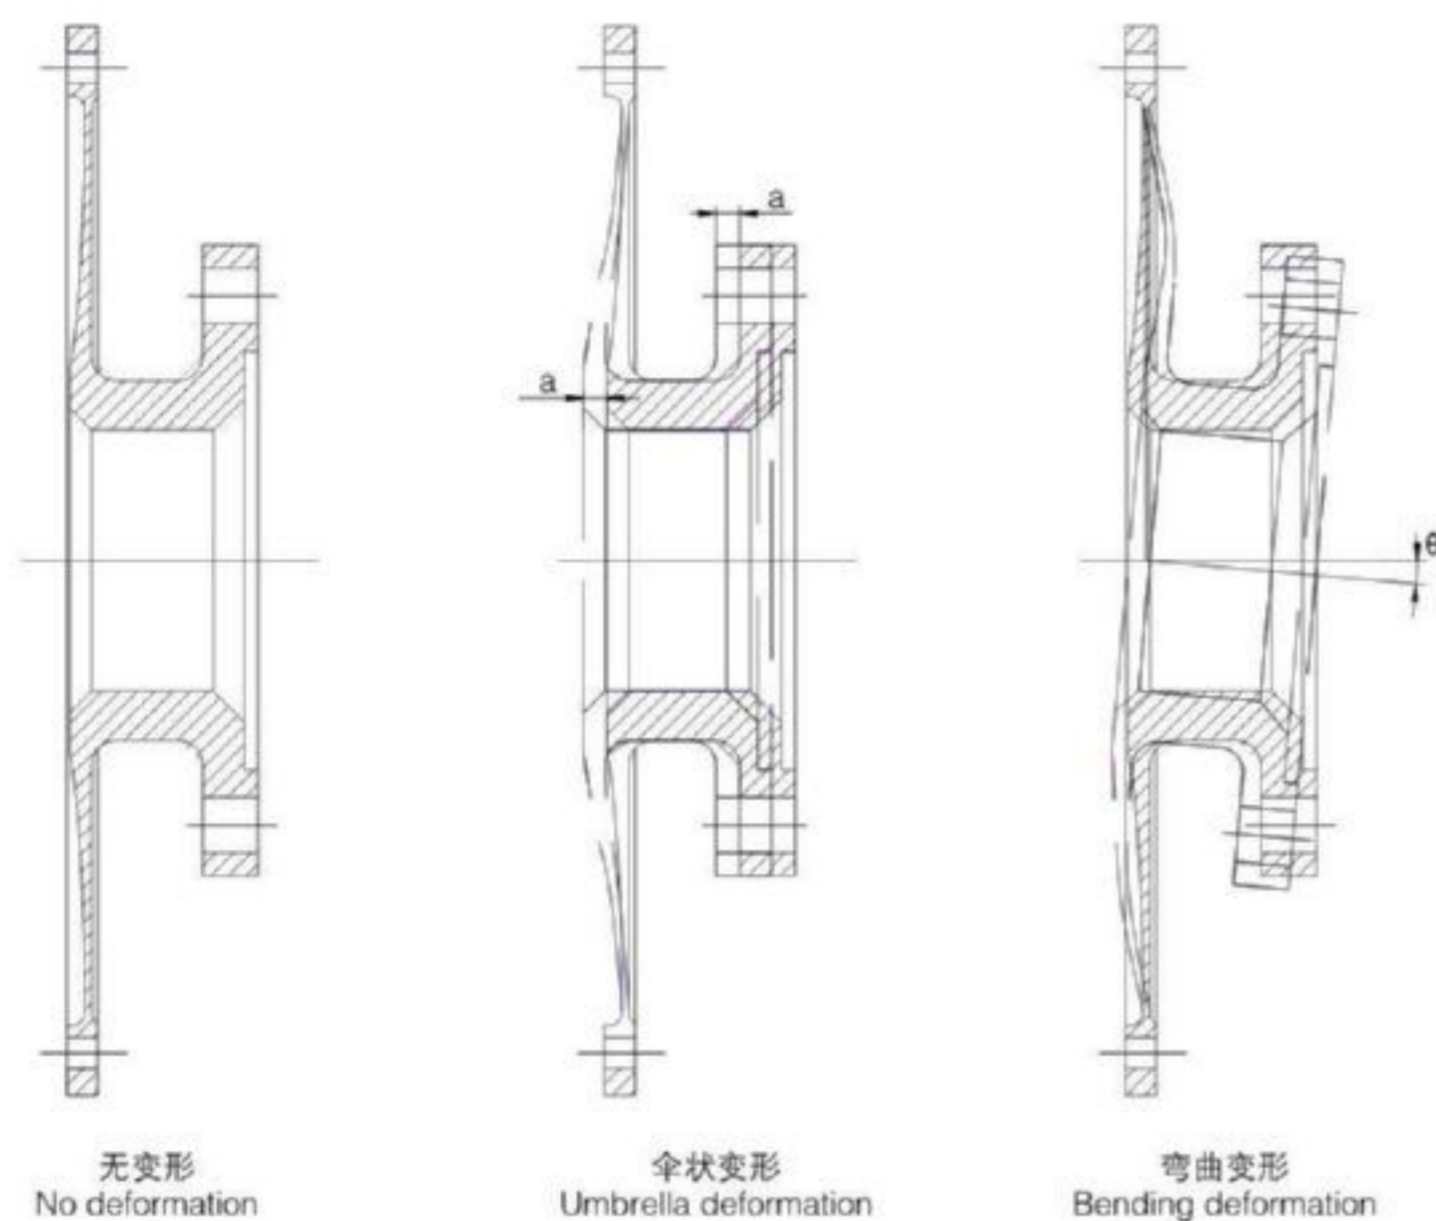 a
a
θ
无变形
No deformation
伞状变形
Umbrella deformation
弯曲变形
Bending deformation